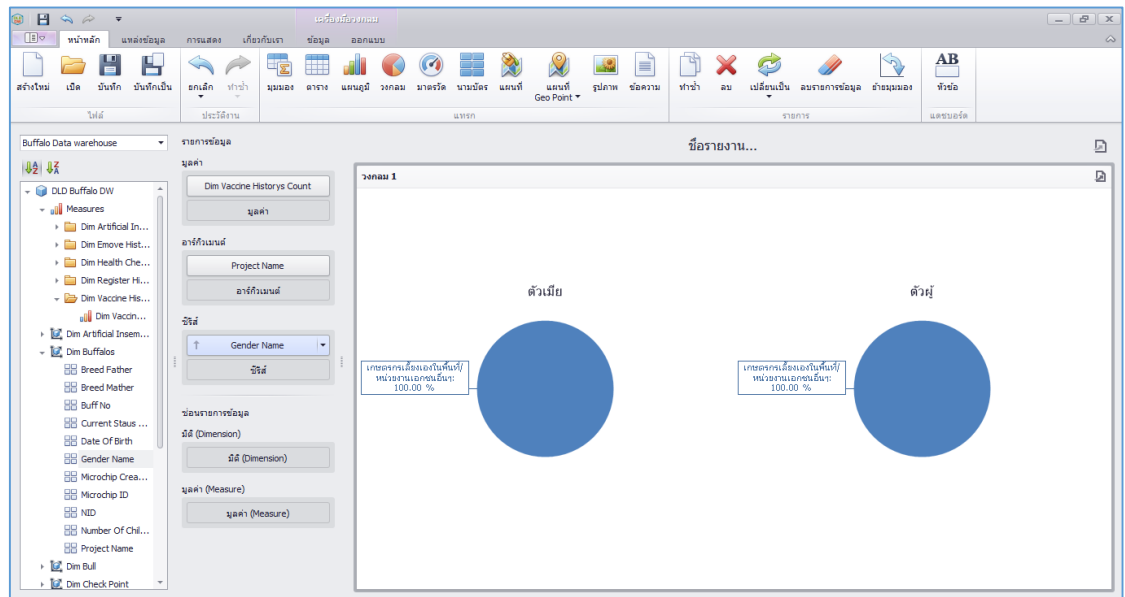 เครื่องมือวงกลม
หน้าหลัก แหล่งข้อมูล การแสดง เกี่ยวกับเรา ข้อมูล ออกแบบ
สร้างใหม่ เปิด บันทึก บันทึกเป็น ยกเลิก ทำซ้ำ มุมมอง ตาราง แผนภูมิ วงกลม มาตรวัด นามบัตร แผนที่ แผนที่ Geo Point รูปภาพ ข้อความ ทำซ้ำ ลบ เปลี่ยนเป็น ลบรายการข้อมูล ย้ายมุมมอง AB หัวข้อ
ไฟล์ ประวัติงาน แทรก รายการ แดชบอร์ด
Buffalo Data warehouse
DLD Buffalo DW
Measures
Dim Artificial In...
Dim Emove Hist...
Dim Health Che...
Dim Register Hi...
Dim Vaccine His...
Dim Vaccin...
Dim Artificial Insem...
Dim Buffalos
Breed Father
Breed Mather
Buff No
Current Staus ...
Date Of Birth
Gender Name
Microchip Crea...
Microchip ID
NID
Number Of Chil...
Project Name
Dim Bull
Dim Check Point
รายการข้อมูล
มูลค่า
Dim Vaccine Historys Count
มูลค่า
อาร์กิวเมนต์
Project Name
อาร์กิวเมนต์
ซีรีส์
Gender Name
ซีรีส์
ซ่อนรายการข้อมูล
มิติ (Dimension)
มิติ (Dimension)
มูลค่า (Measure)
มูลค่า (Measure)
ชื่อรายงาน...
วงกลม 1
ตัวเมีย
เกษตรกรเลี้ยงเองในพื้นที่/
หน่วยงานเอกชนอื่นๆ:
100.00 %
ตัวผู้
เกษตรกรเลี้ยงเองในพื้นที่/
หน่วยงานเอกชนอื่นๆ:
100.00 %